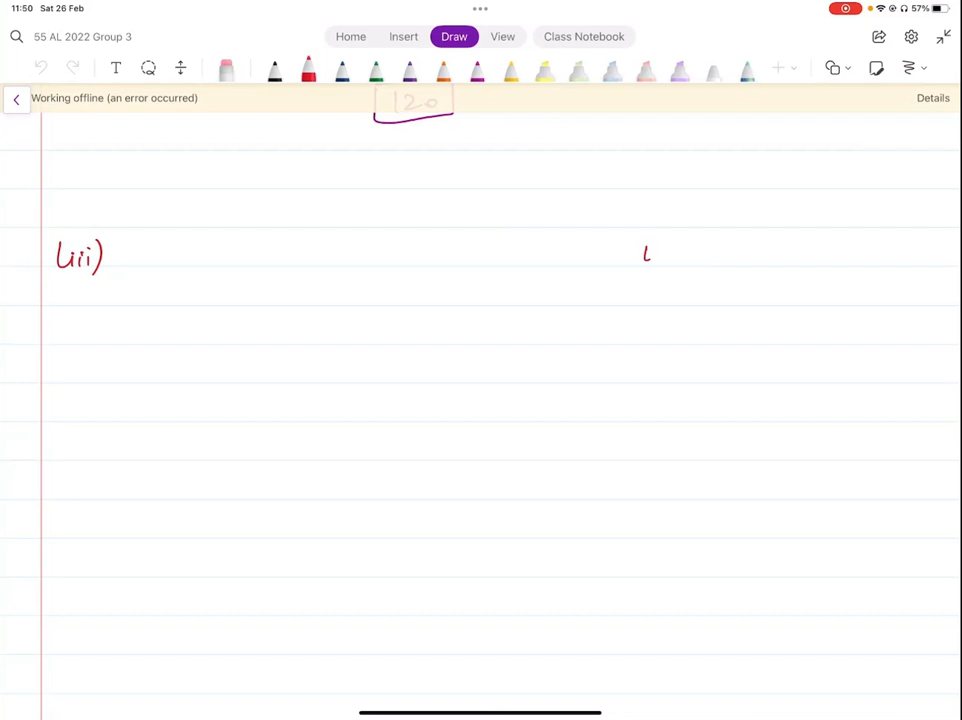 11:50 Sat 26 Feb
57%
55 AL 2022 Group 3
Home Insert Draw View Class Notebook
T
Working offline (an error occurred)
Details
120
(iii)